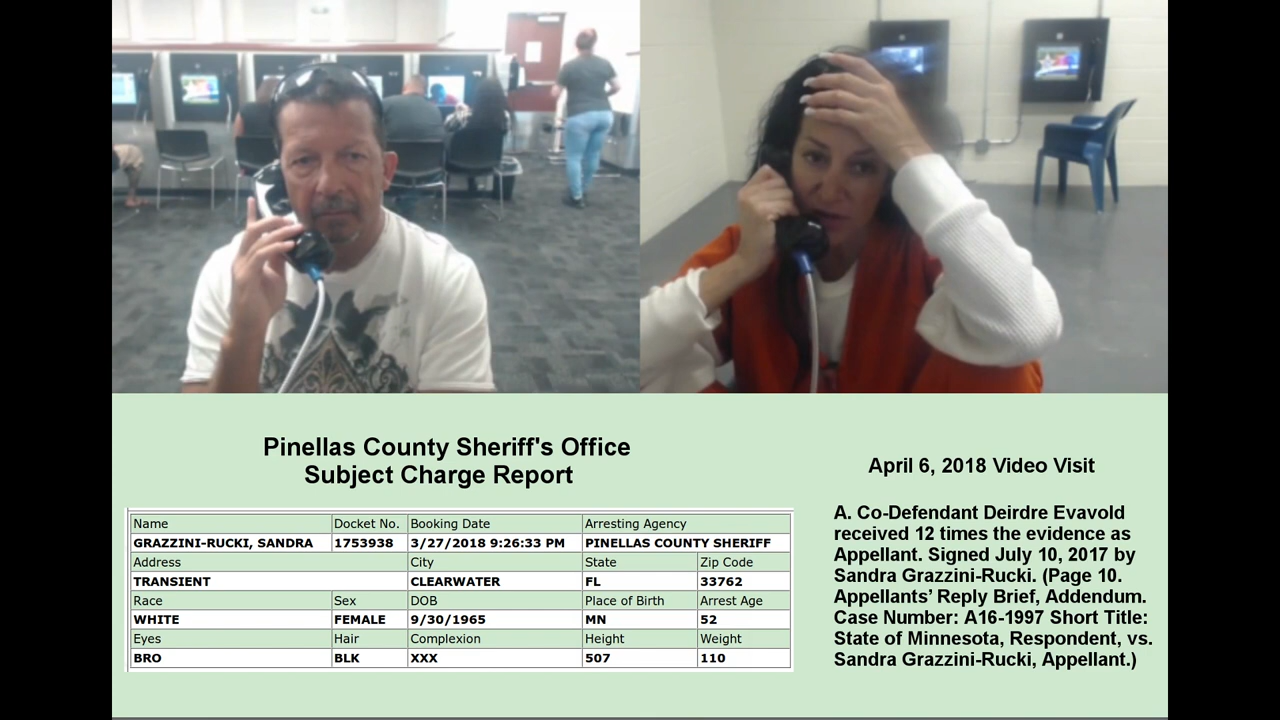 Pinellas County Sheriff's Office
Subject Charge Report
Name Docket No. Booking Date Arresting Agency
GRAZZINI-RUCKI, SANDRA 1753938 3/27/2018 9:26:33 PM PINELLAS COUNTY SHERIFF
Address City State Zip Code
TRANSIENT CLEARWATER FL 33762
Race Sex DOB Place of Birth Arrest Age
WHITE FEMALE 9/30/1965 MN 52
Eyes Hair Complexion Height Weight
BRO BLK XXX 507 110
April 6, 2018 Video Visit
A. Co-Defendant Deirdre Evavold
received 12 times the evidence as
Appellant. Signed July 10, 2017 by
Sandra Grazzini-Rucki. (Page 10.
Appellants’ Reply Brief, Addendum.
Case Number: A16-1997 Short Title:
State of Minnesota, Respondent, vs.
Sandra Grazzini-Rucki, Appellant.)